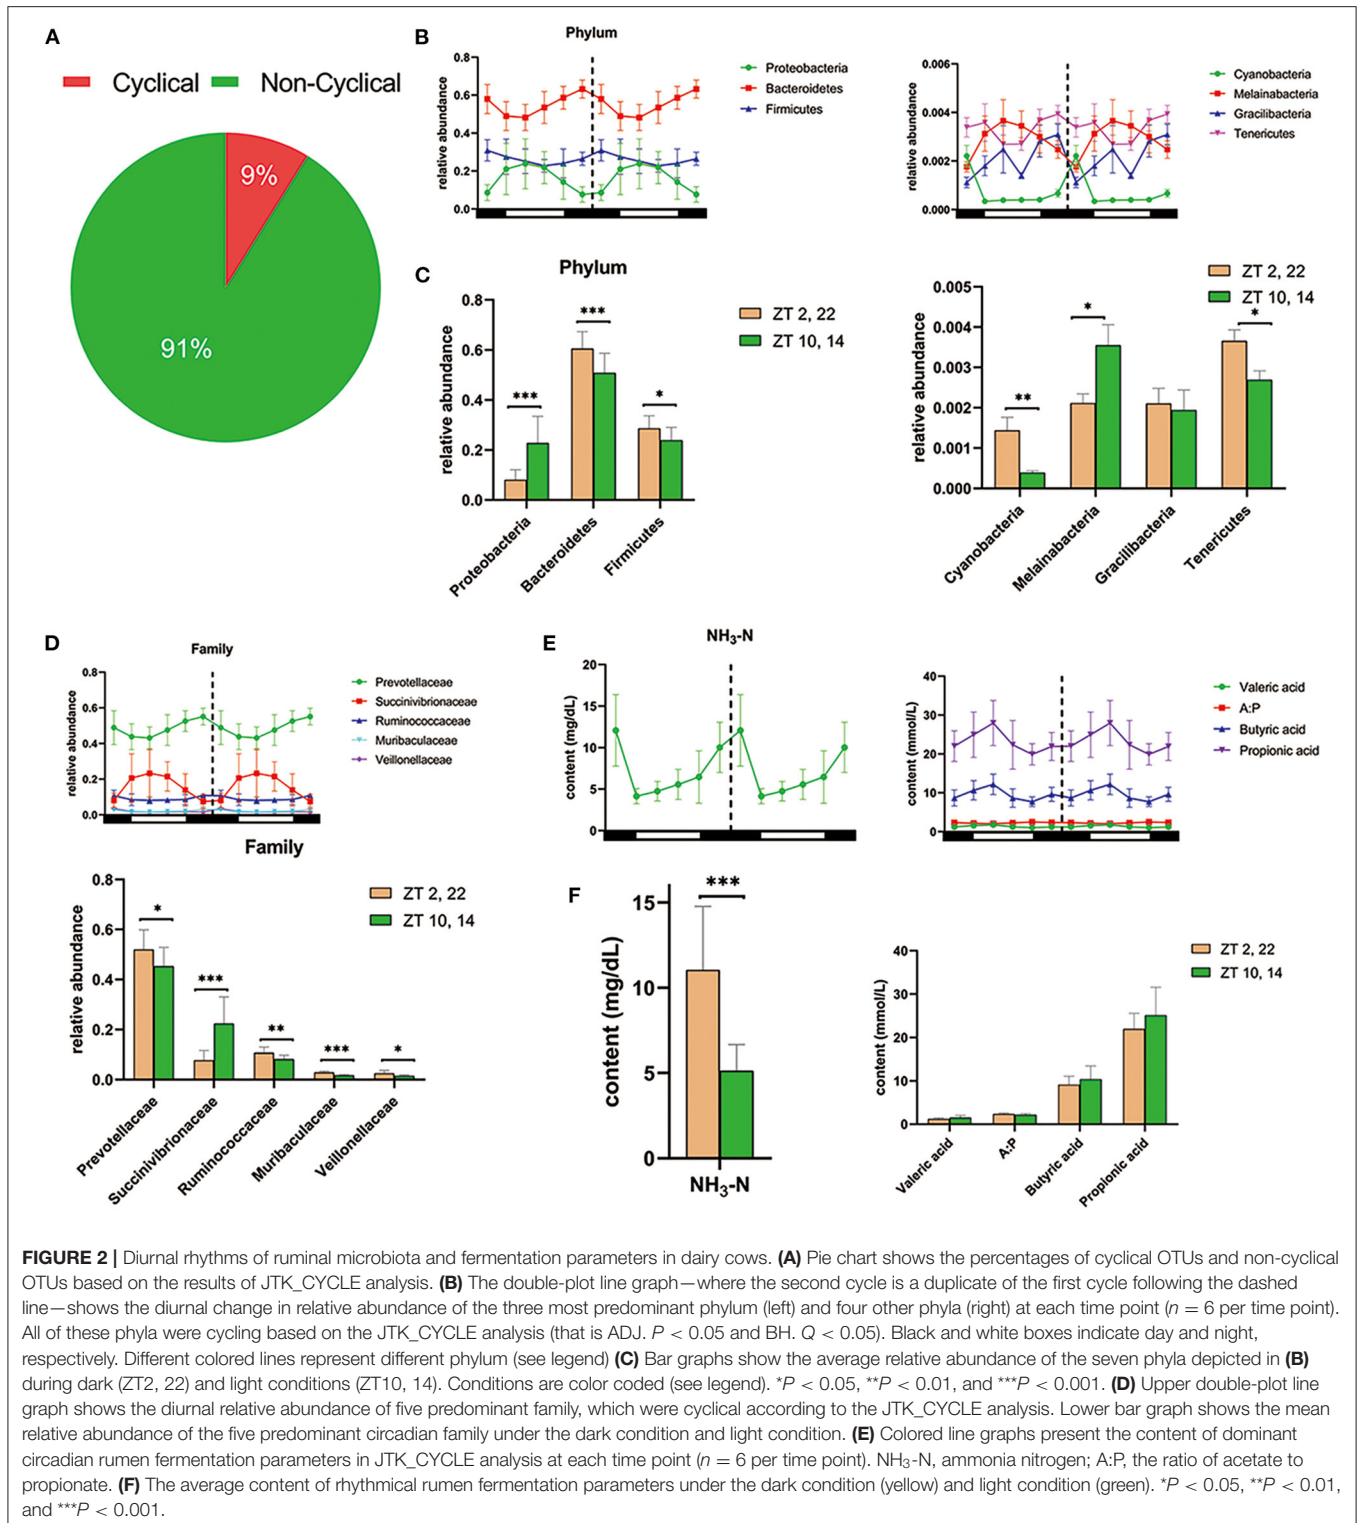 A
Cyclical Non-Cyclical
9%
91%
B
Phylum
relative abundance
0.8
0.6
0.4
0.2
0.0
Proteobacteria
Bacteroidetes
Firmicutes
relative abundance
0.006
0.004
0.002
0.000
Cyanobacteria
Melainabacteria
Gracilibacteria
Tenericutes
C
Phylum
relative abundance
0.8
0.6
0.4
0.2
0.0
***
***
*
Proteobacteria
Bacteroidetes
Firmicutes
ZT 2, 22
ZT 10, 14
relative abundance
0.005
0.004
0.003
0.002
0.001
0.000
**
*
*
Cyanobacteria
Melainabacteria
Gracilibacteria
Tenericutes
ZT 2, 22
ZT 10, 14
D
Family
relative abundance
0.8
0.6
0.4
0.2
0.0
Prevotellaceae
Succinivibrionaceae
Ruminococcaceae
Muribaculaceae
Veillonellaceae
Family
relative abundance
0.8
0.6
0.4
0.2
0.0
*
***
**
***
*
Prevotellaceae
Succinivibrionaceae
Ruminococcaceae
Muribaculaceae
Veillonellaceae
ZT 2, 22
ZT 10, 14
E
NH3-N
content (mg/dL)
20
15
10
5
0
content (mmol/L)
40
30
20
10
0
Valeric acid
A:P
Butyric acid
Propionic acid
F
content (mg/dL)
15
10
5
0
***
NH3-N
content (mmol/L)
40
30
20
10
0
Valeric acid
A:P
Butyric acid
Propionic acid
ZT 2, 22
ZT 10, 14
FIGURE 2 | Diurnal rhythms of ruminal microbiota and fermentation parameters in dairy cows. (A) Pie chart shows the percentages of cyclical OTUs and non-cyclical
OTUs based on the results of JTK_CYCLE analysis. (B) The double-plot line graph—where the second cycle is a duplicate of the first cycle following the dashed
line—shows the diurnal change in relative abundance of the three most predominant phylum (left) and four other phyla (right) at each time point (n = 6 per time point).
All of these phyla were cycling based on the JTK_CYCLE analysis (that is ADJ. P < 0.05 and BH. Q < 0.05). Black and white boxes indicate day and night,
respectively. Different colored lines represent different phylum (see legend) (C) Bar graphs show the average relative abundance of the seven phyla depicted in (B)
during dark (ZT2, 22) and light conditions (ZT10, 14). Conditions are color coded (see legend). *P < 0.05, **P < 0.01, and ***P < 0.001. (D) Upper double-plot line
graph shows the diurnal relative abundance of five predominant family, which were cyclical according to the JTK_CYCLE analysis. Lower bar graph shows the mean
relative abundance of the five predominant circadian family under the dark condition and light condition. (E) Colored line graphs present the content of dominant
circadian rumen fermentation parameters in JTK_CYCLE analysis at each time point (n = 6 per time point). NH3-N, ammonia nitrogen; A:P, the ratio of acetate to
propionate. (F) The average content of rhythmical rumen fermentation parameters under the dark condition (yellow) and light condition (green). *P < 0.05, **P < 0.01,
and ***P < 0.001.